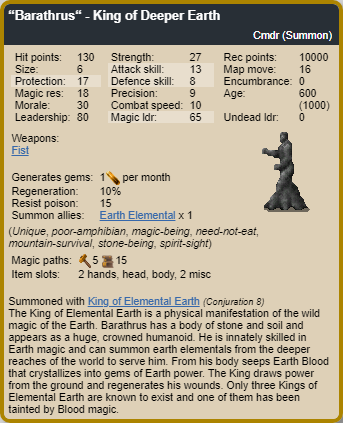 “Barathrus“ - King of Deeper Earth
Cmdr (Summon)
Hit points: 130 Strength: 27 Rec points: 10000
Size: 6 Attack skill: 13 Map move: 16
Protection: 17 Defence skill: 8 Encumbrance: 0
Magic res: 18 Precision: 9 Age: 600
Morale: 30 Combat speed: 10 (1000)
Leadership: 80 Magic ldr: 65 Undead ldr: 0
Weapons:
Fist
Generates gems: 1 per month
Regeneration: 10%
Resist poison: 15
Summon allies: Earth Elemental x 1
(Unique, poor-amphibian, magic-being, need-not-eat,
mountain-survival, stone-being, spirit-sight)
Magic paths: 5 15
Item slots: 2 hands, head, body, 2 misc
Summoned with King of Elemental Earth (Conjuration 8)
The King of Elemental Earth is a physical manifestation of the wild
magic of the Earth. Barathrus has a body of stone and soil and
appears as a huge, crowned humanoid. He is innately skilled in
Earth magic and can summon earth elementals from the deeper
reaches of the world to serve him. From his body seeps Earth Blood
that crystallizes into gems of Earth power. The King draws power
from the ground and regenerates his wounds. Only three Kings of
Elemental Earth are known to exist and one of them has been
tainted by Blood magic.